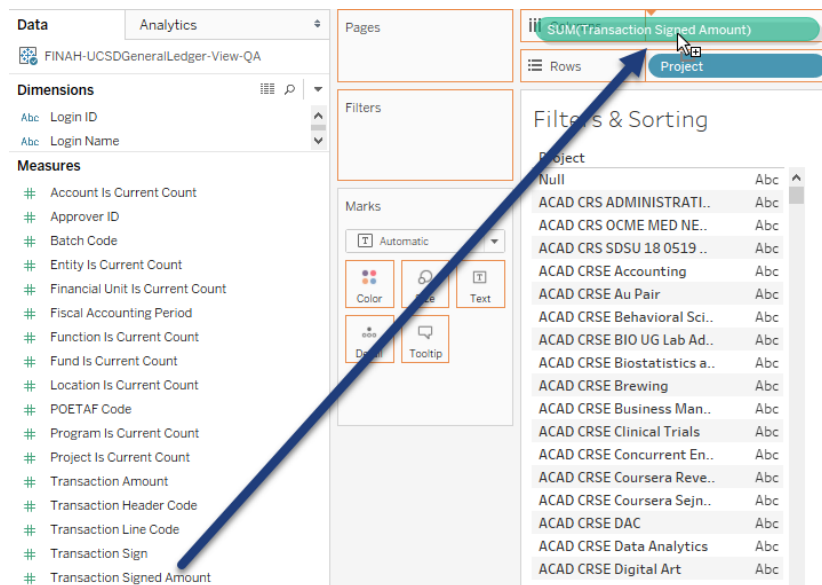 Data
Analytics
FINAH-UCSDGeneralLedger-View-QA
Dimensions
Abc Login ID
Abc Login Name
Measures
# Account Is Current Count
# Approver ID
# Batch Code
# Entity Is Current Count
# Financial Unit Is Current Count
# Fiscal Accounting Period
# Function Is Current Count
# Fund Is Current Count
# Location Is Current Count
# POETAF Code
# Program Is Current Count
# Project Is Current Count
# Transaction Amount
# Transaction Header Code
# Transaction Line Code
# Transaction Sign
# Transaction Signed Amount
Pages
Filters
Marks
T Automatic
Color
Size
T Text
Detail
Tooltip
Columns
SUM(Transaction Signed Amount)
Rows
Project
Filters & Sorting
Project
Null Abc
ACAD CRS ADMINISTRATI.. Abc
ACAD CRS OCME MED NE.. Abc
ACAD CRS SDSU 18 0519 .. Abc
ACAD CRSE Accounting Abc
ACAD CRSE Au Pair Abc
ACAD CRSE Behavioral Sci.. Abc
ACAD CRSE BIO UG Lab Ad.. Abc
ACAD CRSE Biostatistics a.. Abc
ACAD CRSE Brewing Abc
ACAD CRSE Business Man.. Abc
ACAD CRSE Clinical Trials Abc
ACAD CRSE Concurrent En.. Abc
ACAD CRSE Coursera Reve.. Abc
ACAD CRSE Coursera Sejn.. Abc
ACAD CRSE DAC Abc
ACAD CRSE Data Analytics Abc
ACAD CRSE Digital Art Abc